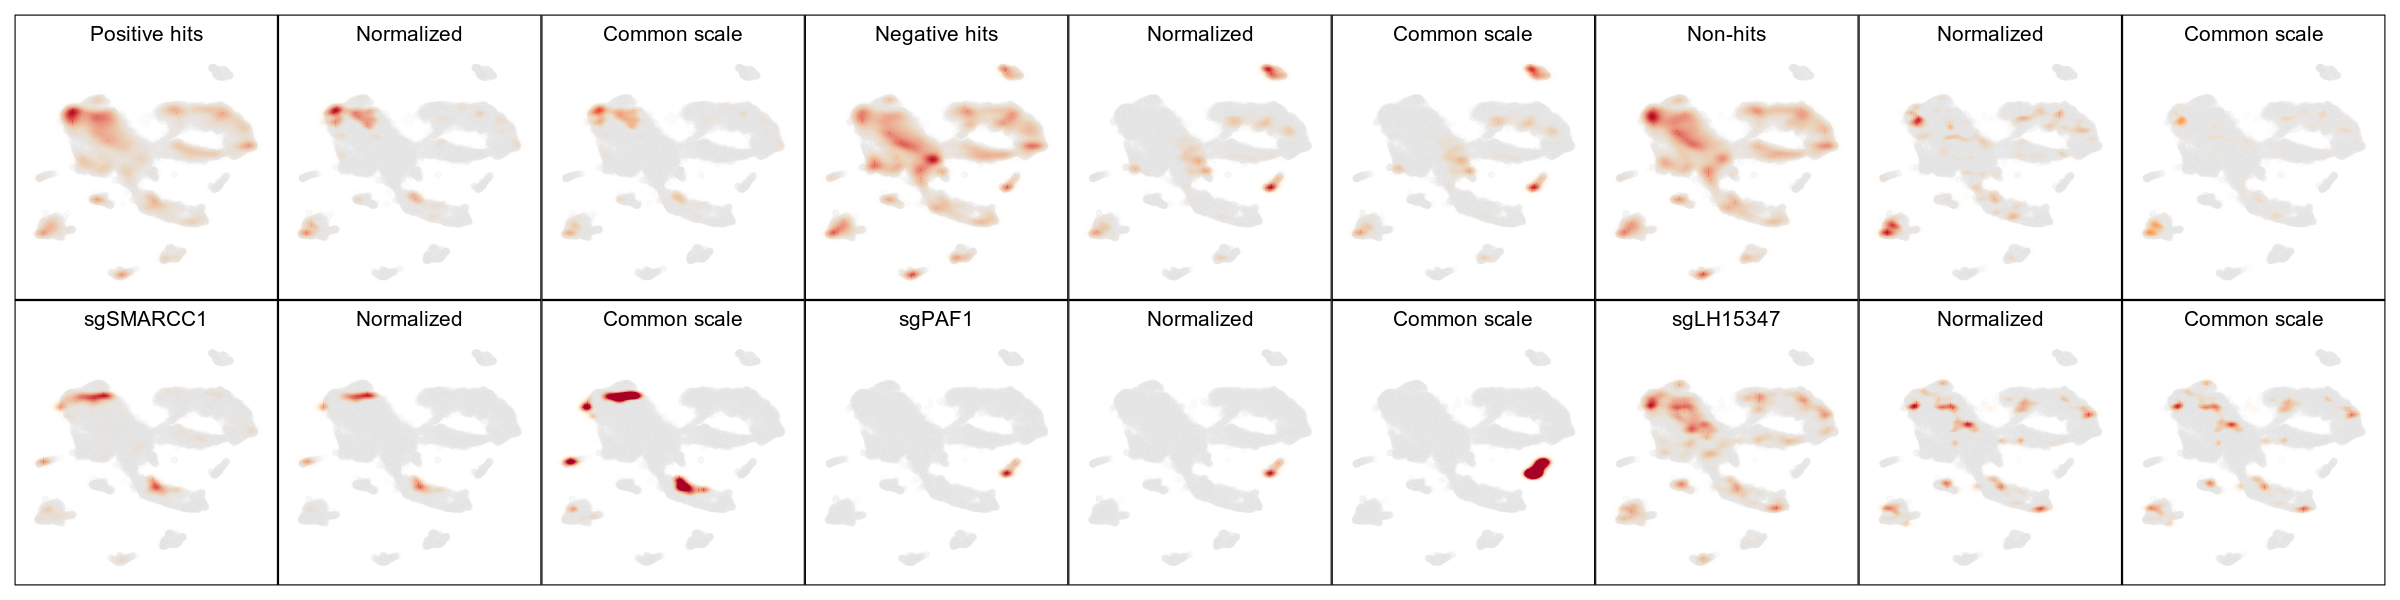 Positive hits
Normalized
Common scale
Negative hits
Normalized
Common scale
Non-hits
Normalized
Common scale
sgSMARCC1
Normalized
Common scale
sgPAF1
Normalized
Common scale
sgLH15347
Normalized
Common scale